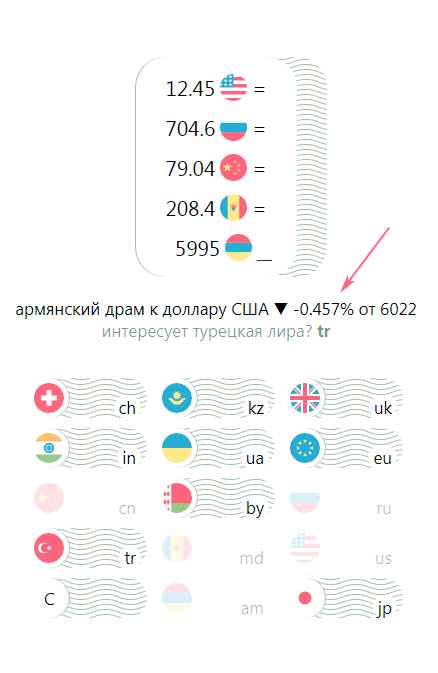 12.45 =
704.6 =
79.04 =
208.4 =
5995 _
армянский драм к доллару США ▼ -0.457% от 6022
интересует турецкая лира? tr
ch kz uk
in ua eu
cn by ru
tr md us
C am jp